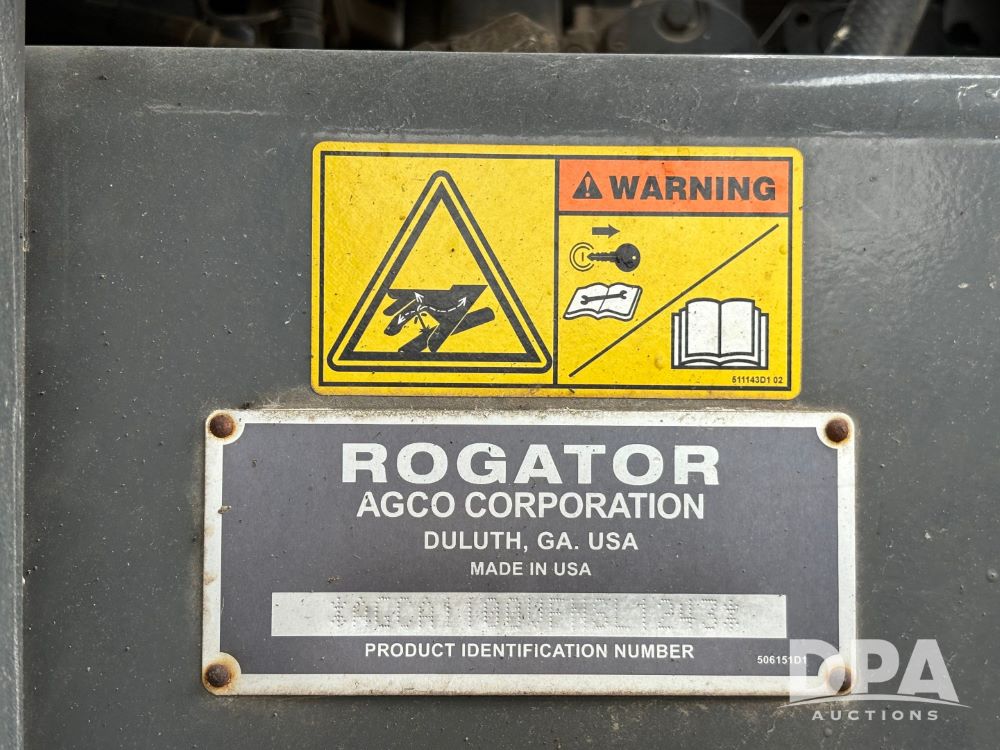 WARNING
511143D1 02
ROGATOR
AGCO CORPORATION
DULUTH, GA. USA
MADE IN USA
PRODUCT IDENTIFICATION NUMBER
506151D1
DPA
AUCTIONS